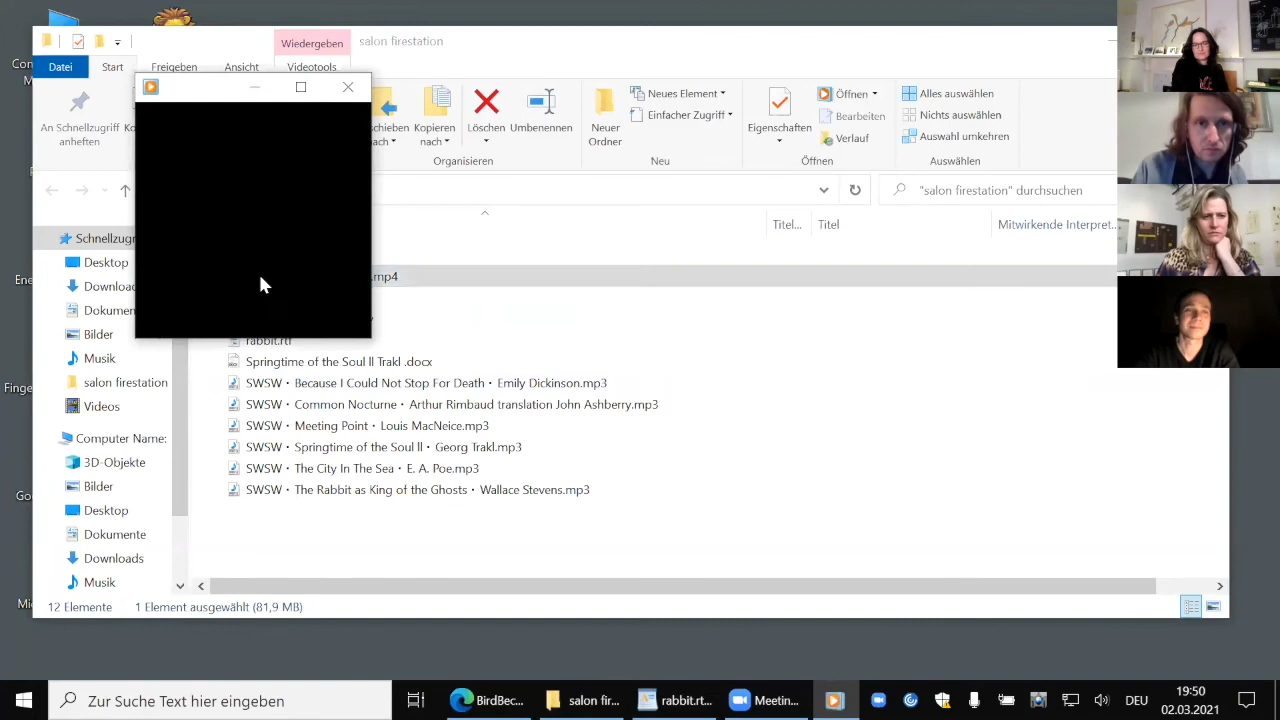 Wiedergeben
salon firestation
Datei
Start
Freigeben
Ansicht
Videotools
An Schnellzugriff
anheften
nach
Kopieren
nach
Löschen
Umbenennen
Neuer
Ordner
Neues Element
Einfacher Zugriff
Eigenschaften
Öffnen
Bearbeiten
Verlauf
Alles auswählen
Nichts auswählen
Auswahl umkehren
Organisieren
Neu
Öffnen
Auswählen
"salon firestation" durchsuchen
Titel...
Titel
Mitwirkende Interpret...
Desktop
Bilder
Musik
salon firestation
Videos
Computer Name:
3D-Objekte
Bilder
Desktop
Dokumente
Downloads
Musik
.mp4
rabbit.rtf
Springtime of the Soul ll Trakl .docx
SWSW • Because I Could Not Stop For Death • Emily Dickinson.mp3
SWSW • Common Nocturne • Arthur Rimbaud translation John Ashberry.mp3
SWSW • Meeting Point • Louis MacNeice.mp3
SWSW • Springtime of the Soul ll • Georg Trakl.mp3
SWSW • The City In The Sea • E. A. Poe.mp3
SWSW • The Rabbit as King of the Ghosts • Wallace Stevens.mp3
12 Elemente
1 Element ausgewählt (81,9 MB)
Zur Suche Text hier eingeben
BirdBec...
salon fir...
rabbit.rt...
Meetin...
DEU
19:50
02.03.2021